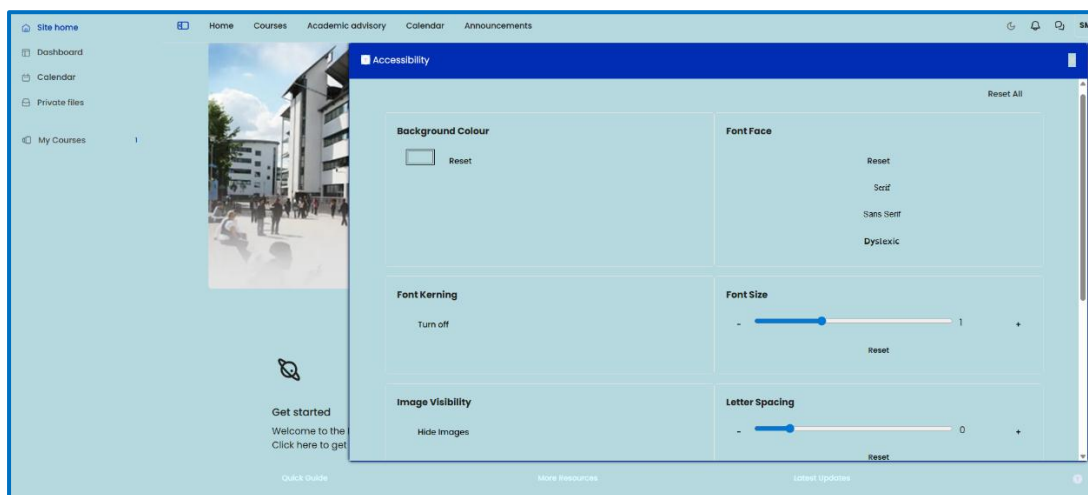 Site home
Dashboard
Calendar
Private files
My Courses 1
Home Courses Academic advisory Calendar Announcements
SM
Accessibility
Reset All
Background Colour
Reset
Font Face
Reset
Serif
Sans Serif
Dyslexic
Font Kerning
Turn off
Font Size
- 1 +
Reset
Image Visibility
Hide Images
Letter Spacing
- 0 +
Reset
Get started
Welcome to the
Click here to get
Quick Guide More Resources Latest Updates